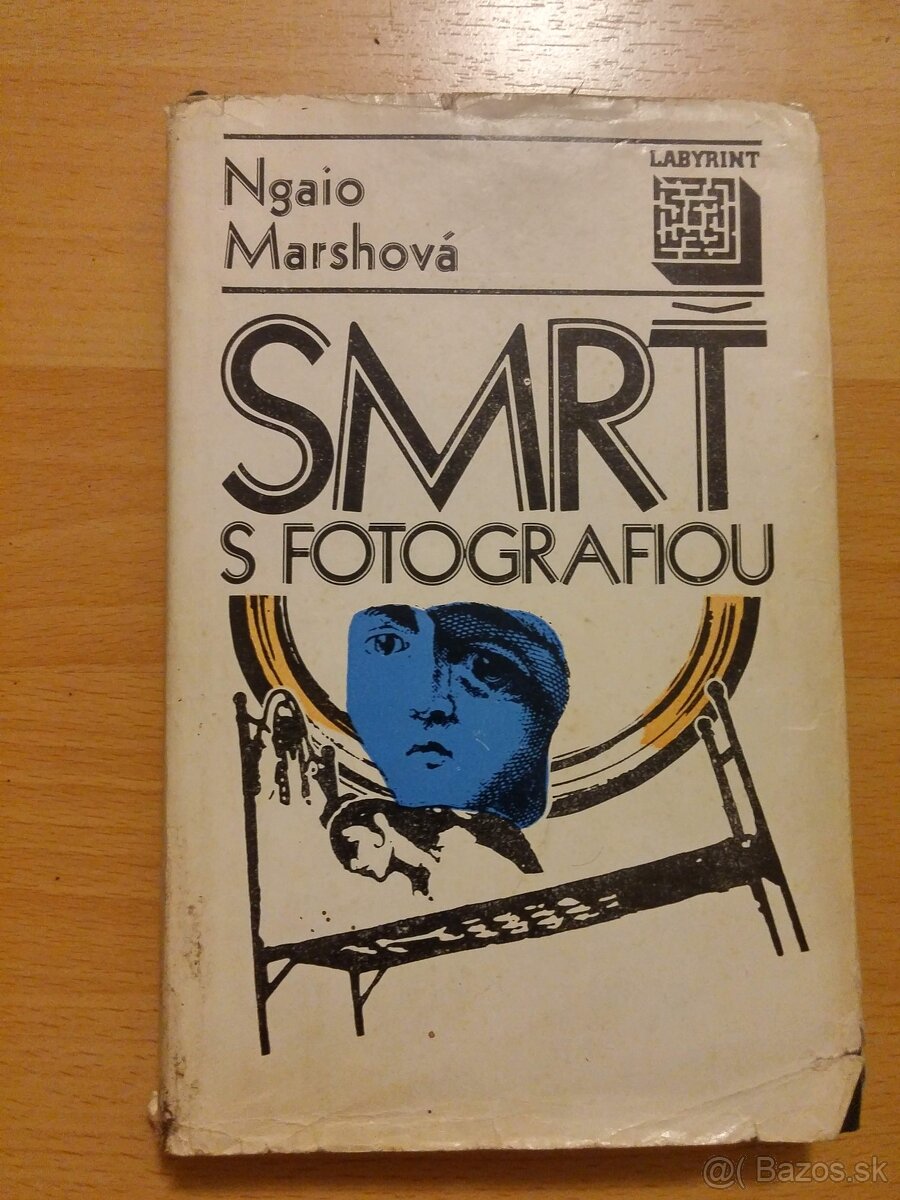 Ngaio
Marshová
LABYRINT
SMRŤ
S FOTOGRAFIOU
@( Bazos.sk